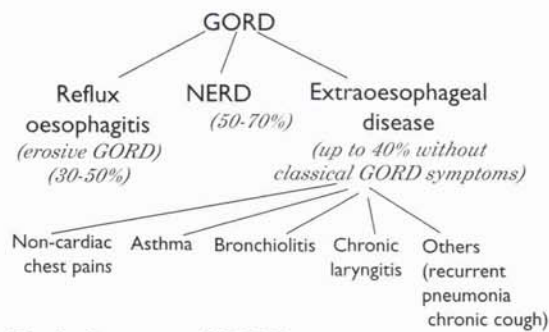 GORD
Reflux
oesophagitis
(erosive GORD)
(30-50%)
NERD
(50-70%)
Extraoesophageal
disease
(up to 40% without
classical GORD symptoms)
Non-cardiac
chest pains
Asthma
Bronchiolitis
Chronic
laryngitis
Others
(recurrent
pneumonia
chronic cough)